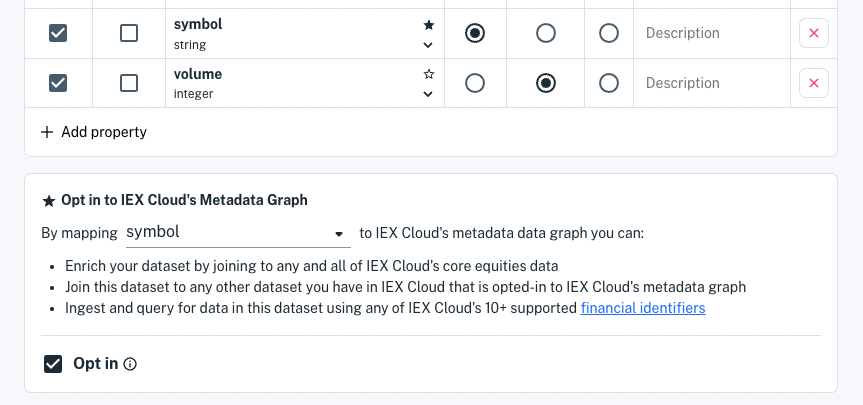 symbol
string
Description
volume
integer
Description
Add property
Opt in to IEX Cloud's Metadata Graph
By mapping symbol to IEX Cloud's metadata data graph you can:
Enrich your dataset by joining to any and all of IEX Cloud's core equities data
Join this dataset to any other dataset you have in IEX Cloud that is opted-in to IEX Cloud's metadata graph
Ingest and query for data in this dataset using any of IEX Cloud's 10+ supported financial identifiers
Opt in